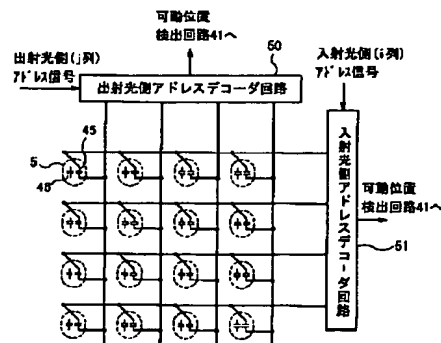 可動位置
検出回路41へ
50
出射光側(j列)
アドレス信号
出射光側アドレスデコーダ回路
入射光側(i列)
アドレス信号
入射光側アドレスデコーダ回路
可動位置
検出回路41へ
51
45
5
46